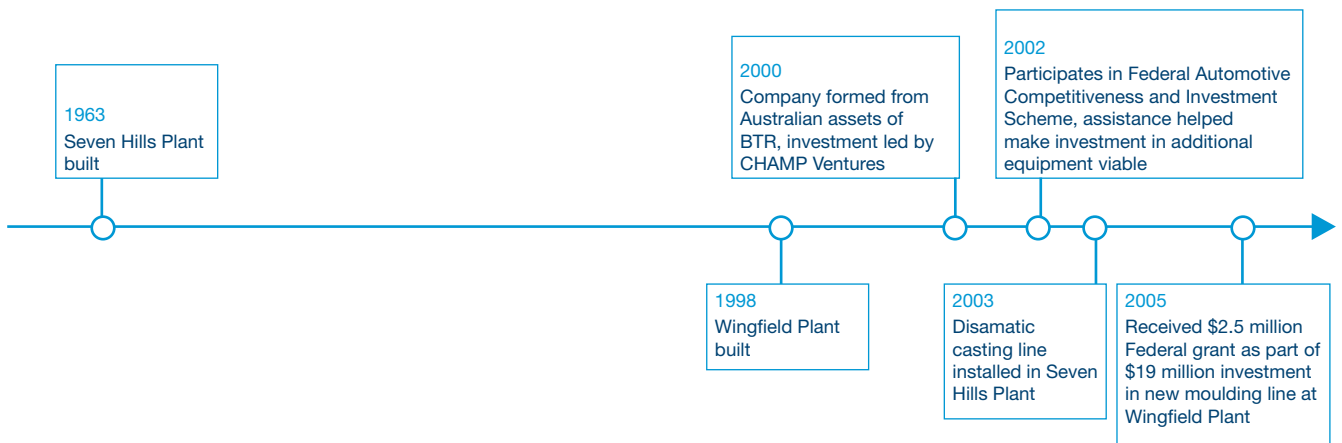 1963
Seven Hills Plant
built
2000
Company formed from
Australian assets of
BTR, investment led by
CHAMP Ventures
2002
Participates in Federal Automotive
Competitiveness and Investment
Scheme, assistance helped
make investment in additional
equipment viable
1998
Wingfield Plant
built
2003
Disamatic
casting line
installed in Seven
Hills Plant
2005
Received $2.5 million
Federal grant as part of
$19 million investment
in new moulding line at
Wingfield Plant